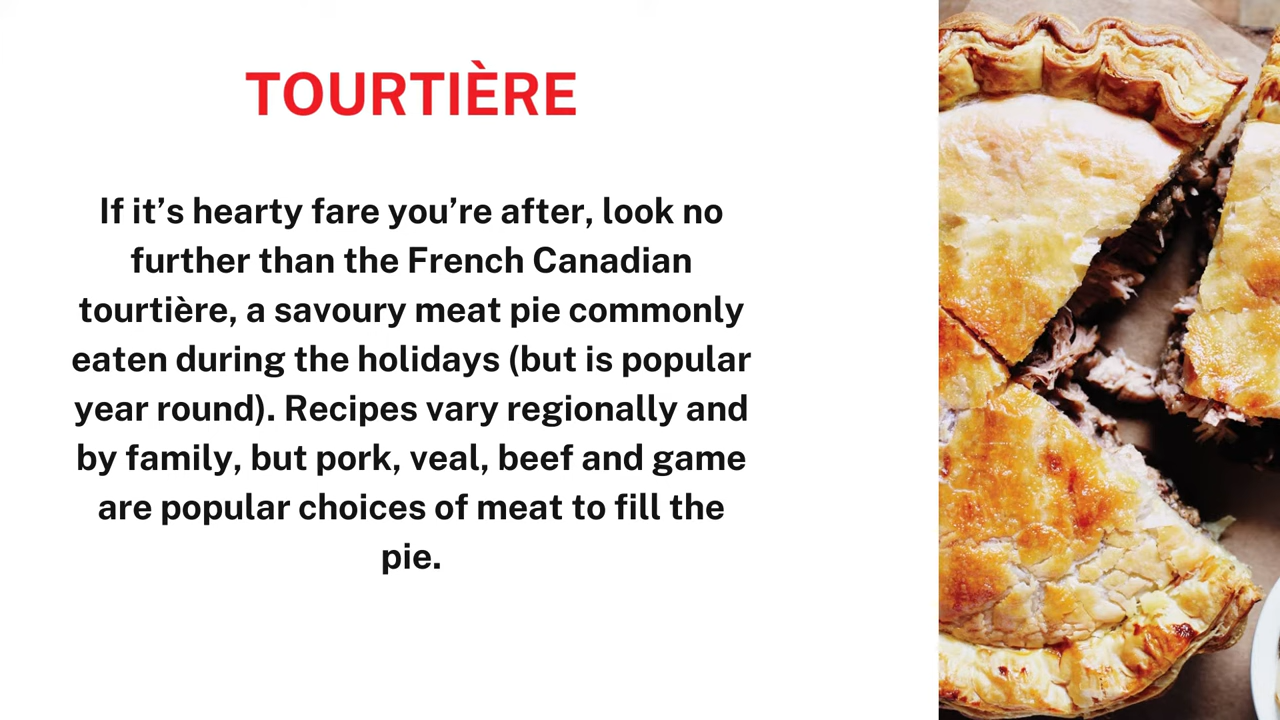 TOURTIÈRE
If it’s hearty fare you’re after, look no
further than the French Canadian
tourtière, a savoury meat pie commonly
eaten during the holidays (but is popular
year round). Recipes vary regionally and
by family, but pork, veal, beef and game
are popular choices of meat to fill the
pie.